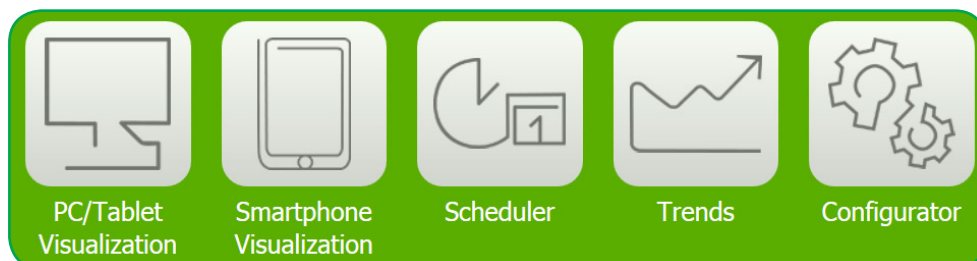 1
PC/Tablet
Visualization
Smartphone
Visualization
Scheduler
Trends
Configurator